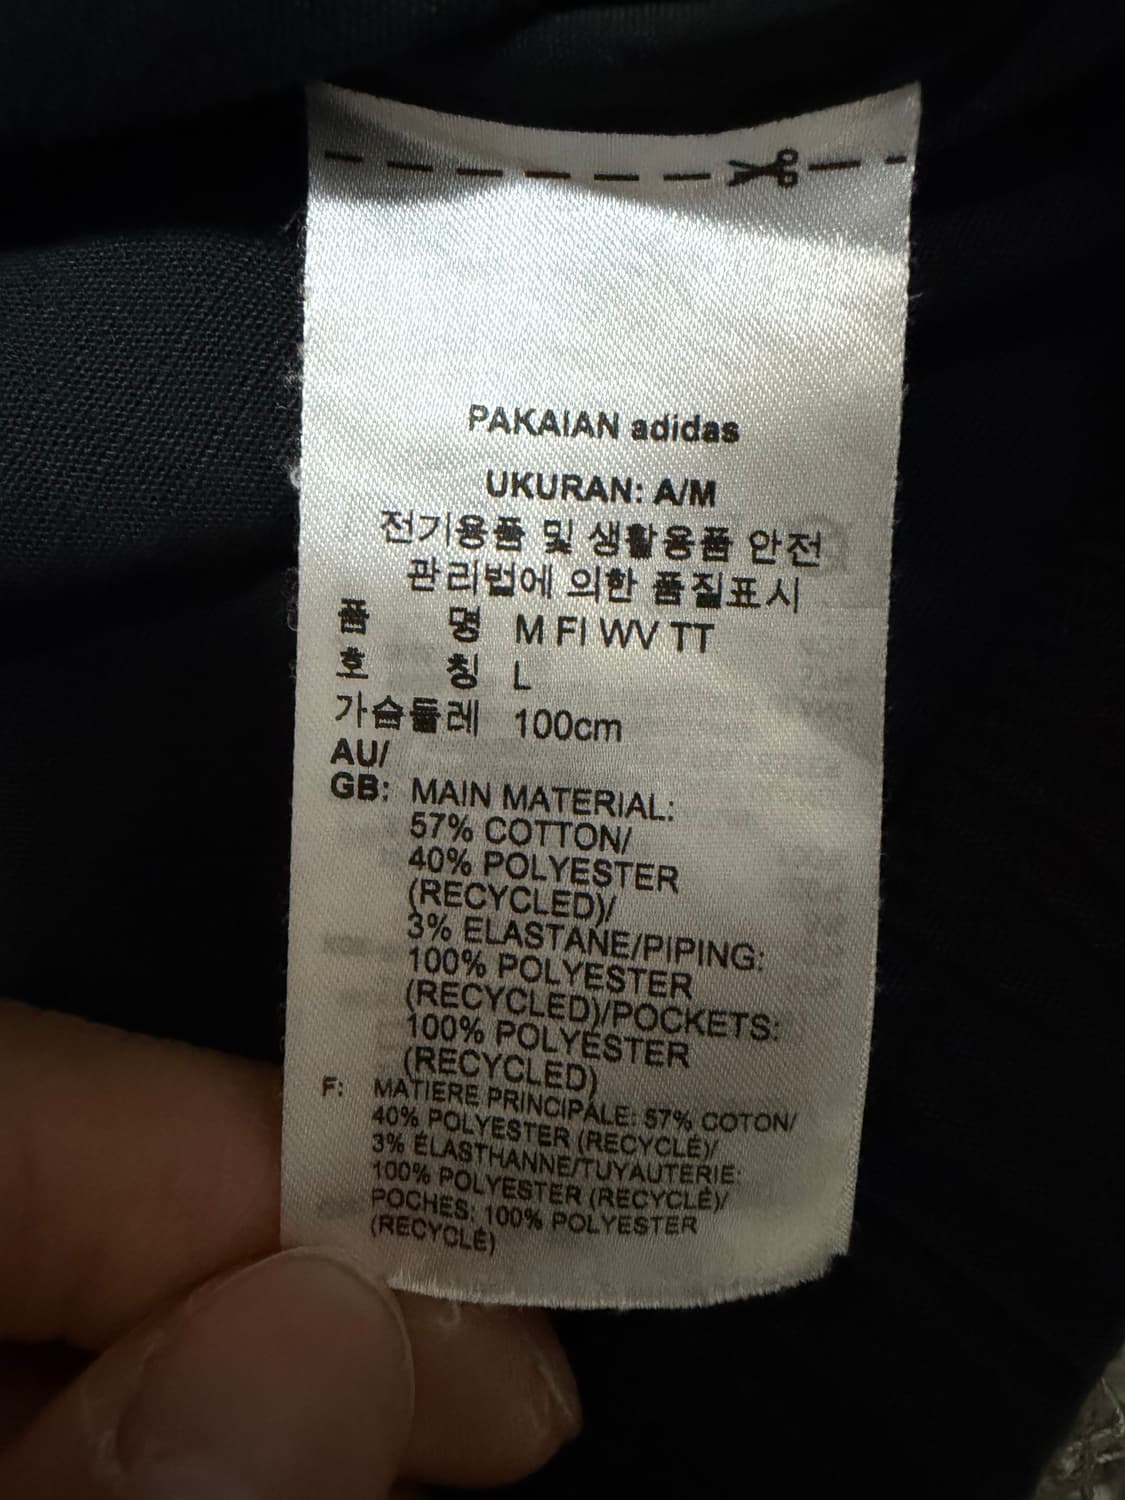 PAKAIAN adidas
UKURAN: A/M
전기용품 및 생활용품 안전
관리법에 의한 품질표시
품 명 M FI WV TT
호 칭 L
가슴둘레 100cm
AU/
GB: MAIN MATERIAL:
57% COTTON/
40% POLYESTER
(RECYCLED)/
3% ELASTANE/PIPING:
100% POLYESTER
(RECYCLED)/POCKETS:
100% POLYESTER
(RECYCLED)
F: MATIERE PRINCIPALE: 57% COTON/
40% POLYESTER (RECYCLÉ)/
3% ÉLASTHANNE/TUYAUTERIE:
100% POLYESTER (RECYCLÉ)/
POCHES: 100% POLYESTER
(RECYCLÉ)